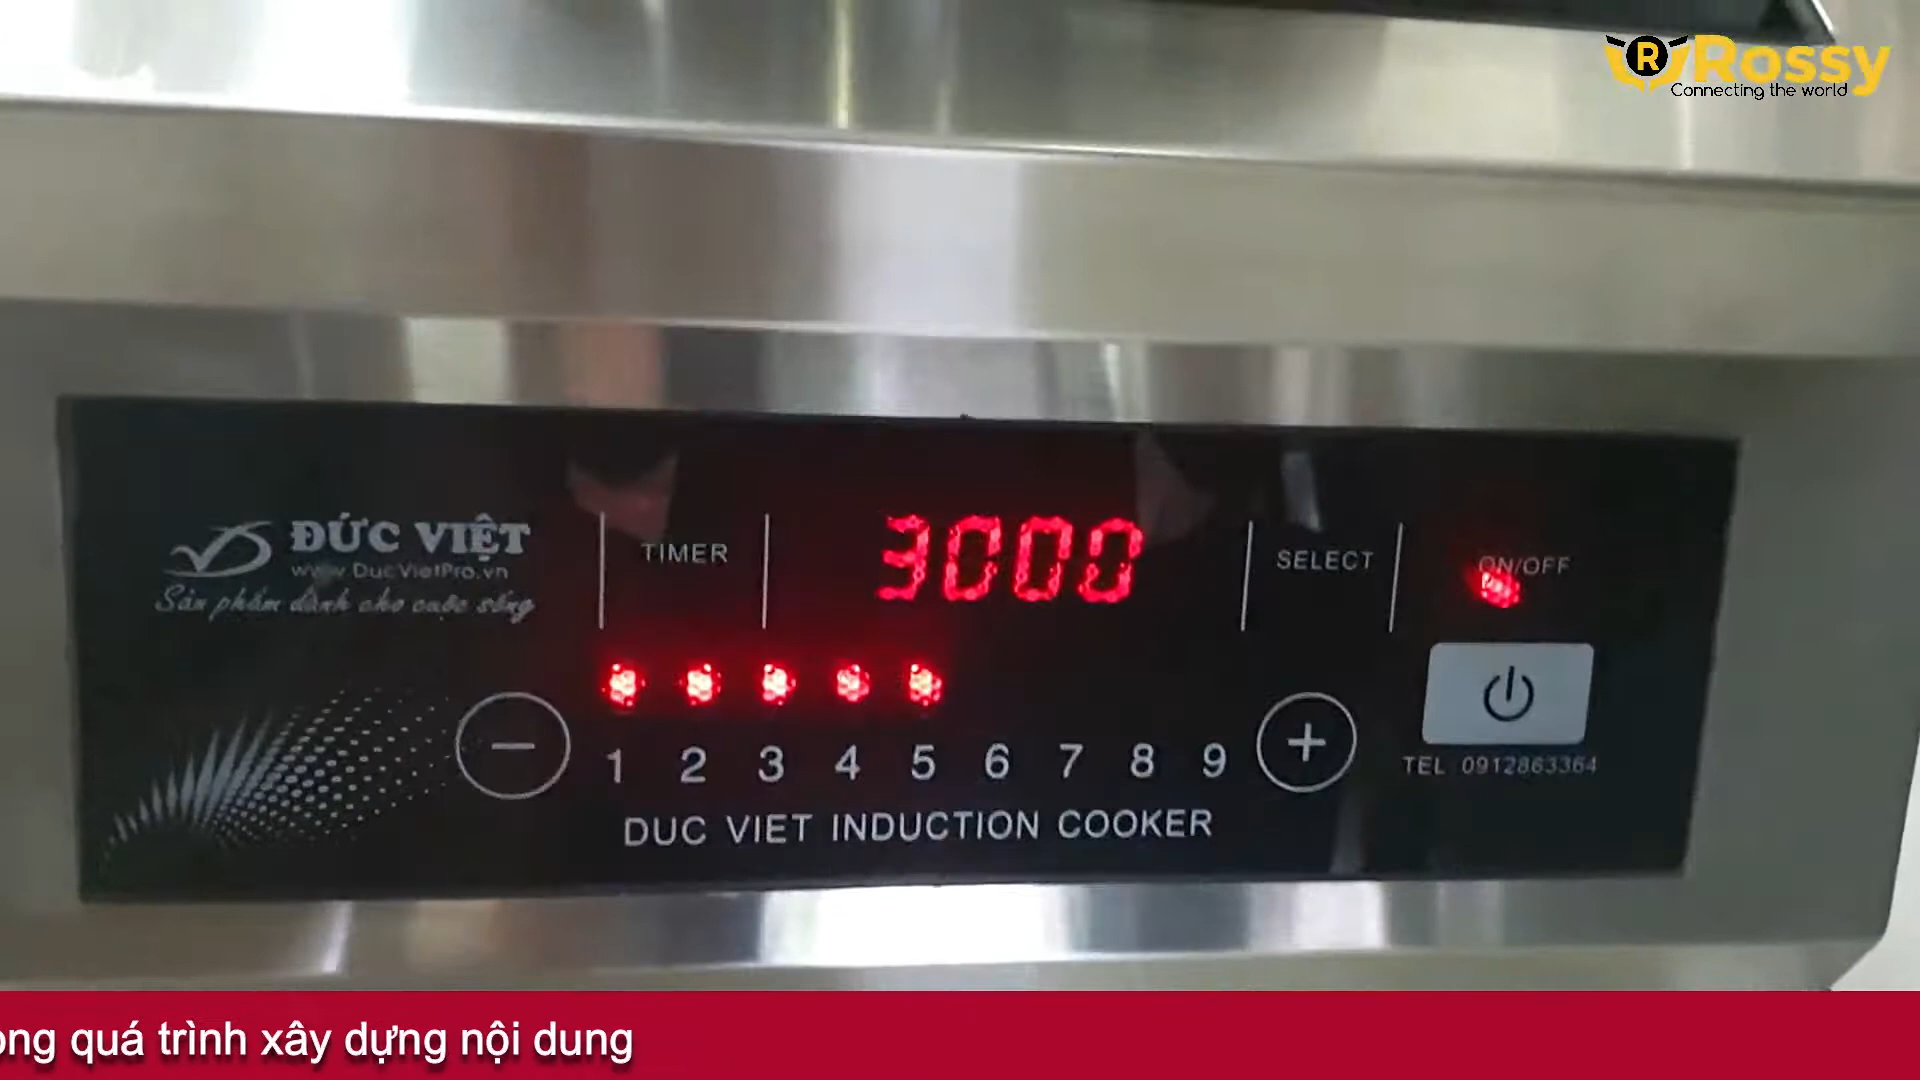 Rossy
Connecting the world
ĐỨC VIỆT
www.DucVietPro.vn
Sản phẩm dành cho cuộc sống
TIMER
3000
SELECT
ON/OFF
1 2 3 4 5 6 7 8 9
TEL 0912863364
DUC VIET INDUCTION COOKER
quá trình xây dựng nội dung